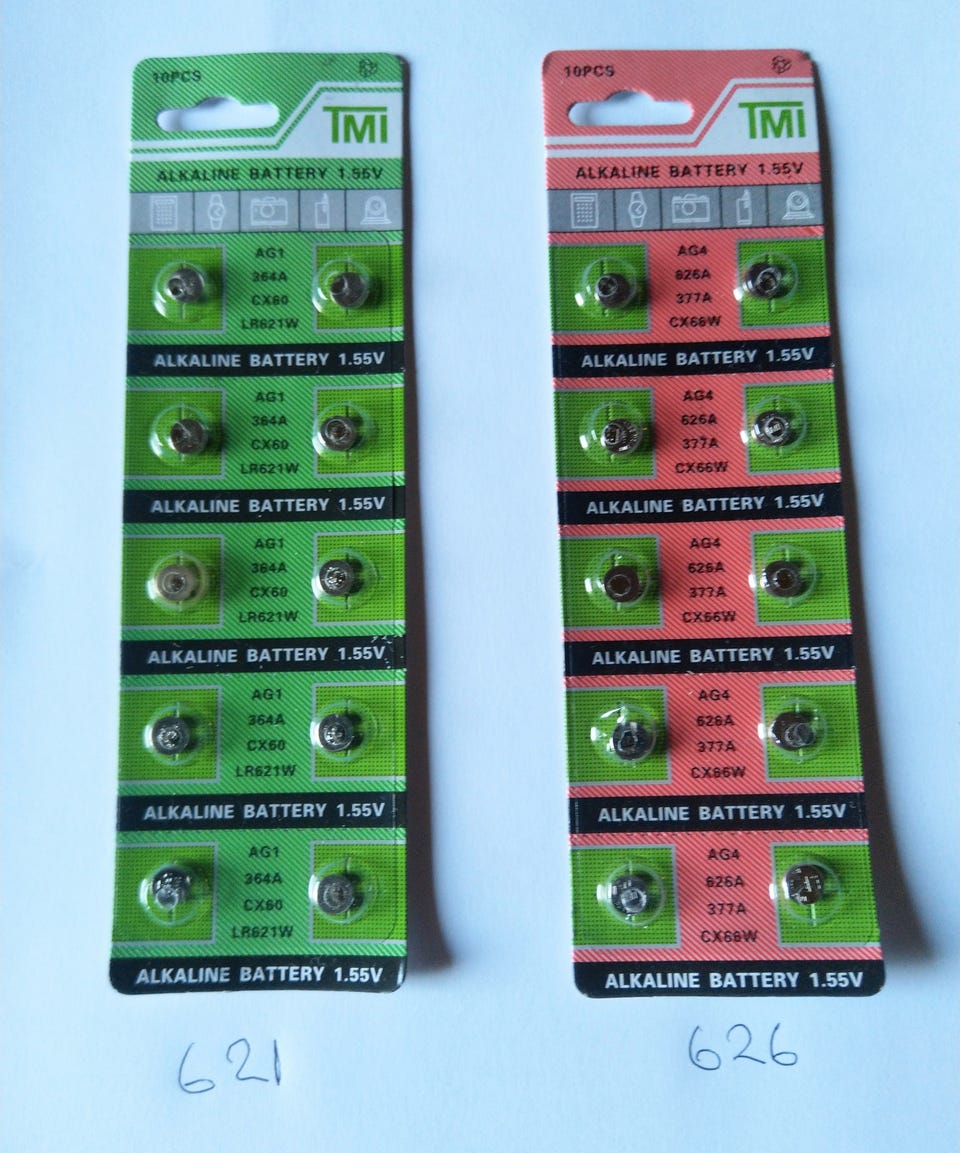 10PCS
TMI
ALKALINE BATTERY 1.55V
AG1
364A
CX60
LR621W
ALKALINE BATTERY 1.55V
AG1
364A
CX60
LR621W
ALKALINE BATTERY 1.55V
AG1
364A
CX60
LR621W
ALKALINE BATTERY 1.55V
AG1
364A
CX60
LR621W
ALKALINE BATTERY 1.55V
AG1
364A
CX60
LR621W
ALKALINE BATTERY 1.55V
621
10PCS
TMI
ALKALINE BATTERY 1.55V
AG4
626A
377A
CX66W
ALKALINE BATTERY 1.55V
AG4
626A
377A
CX66W
ALKALINE BATTERY 1.55V
AG4
626A
377A
CX66W
ALKALINE BATTERY 1.55V
AG4
626A
377A
CX66W
ALKALINE BATTERY 1.55V
AG4
626A
377A
CX66W
ALKALINE BATTERY 1.55V
626